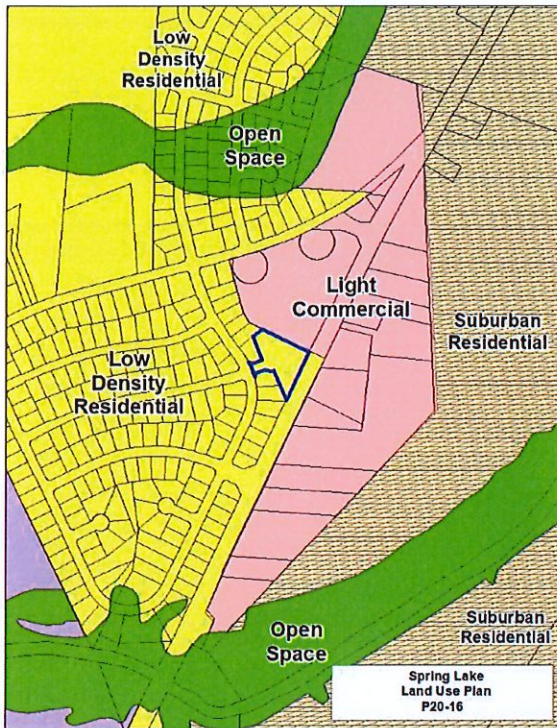 Low
Density
Residential
Open
Space
Light
Commercial
Suburban
Residential
Low
Density
Residential
Open
Space
Suburban
Residential
Spring Lake
Land Use Plan
P20-16